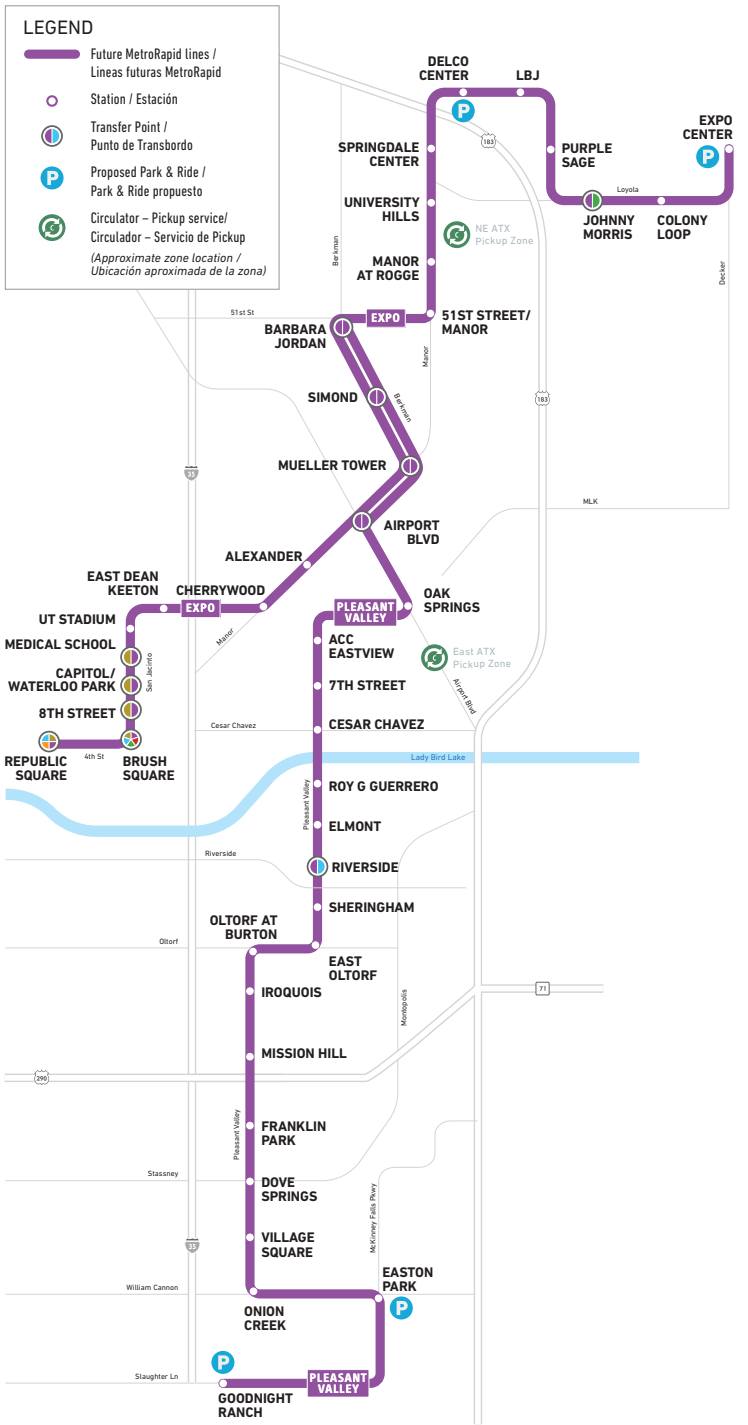 LEGEND
Future MetroRapid lines /
Lineas futuras MetroRapid
Station / Estación
Transfer Point /
Punto de Transbordo
P
Proposed Park & Ride /
Park & Ride propuesto
Circulator – Pickup service/
Circulador – Servicio de Pickup
(Approximate zone location /
Ubicación aproximada de la zona)
DELCO
CENTER
P
LBJ
EXPO
CENTER
P
183
SPRINGDALE
CENTER
PURPLE
SAGE
Loyola
UNIVERSITY
HILLS
JOHNNY
MORRIS
COLONY
LOOP
NE ATX
Pickup Zone
MANOR
AT ROGGE
Berkman
Decker
51st St
EXPO
51ST STREET/
MANOR
BARBARA
JORDAN
Manor
SIMOND
Berkman
183
MUELLER TOWER
35
MLK
AIRPORT
BLVD
ALEXANDER
EAST DEAN
KEETON
CHERRYWOOD
EXPO
PLEASANT
VALLEY
OAK
SPRINGS
UT STADIUM
Manor
ACC
EASTVIEW
MEDICAL SCHOOL
East ATX
Pickup Zone
CAPITOL/
WATERLOO PARK
San Jacinto
7TH STREET
Airport Blvd
8TH STREET
Cesar Chavez
CESAR CHAVEZ
REPUBLIC
SQUARE
4th St
BRUSH
SQUARE
Lady Bird Lake
ROY G GUERRERO
Pleasant Valley
ELMONT
Riverside
RIVERSIDE
SHERINGHAM
OLTORF AT
BURTON
Oltorf
EAST
OLTORF
IROQUOIS
71
Montopolis
MISSION HILL
290
FRANKLIN
PARK
Pleasant Valley
Stassney
DOVE
SPRINGS
McKinney Falls Pkwy
VILLAGE
SQUARE
35
EASTON
PARK
P
William Cannon
ONION
CREEK
P
Slaughter Ln
PLEASANT
VALLEY
GOODNIGHT
RANCH